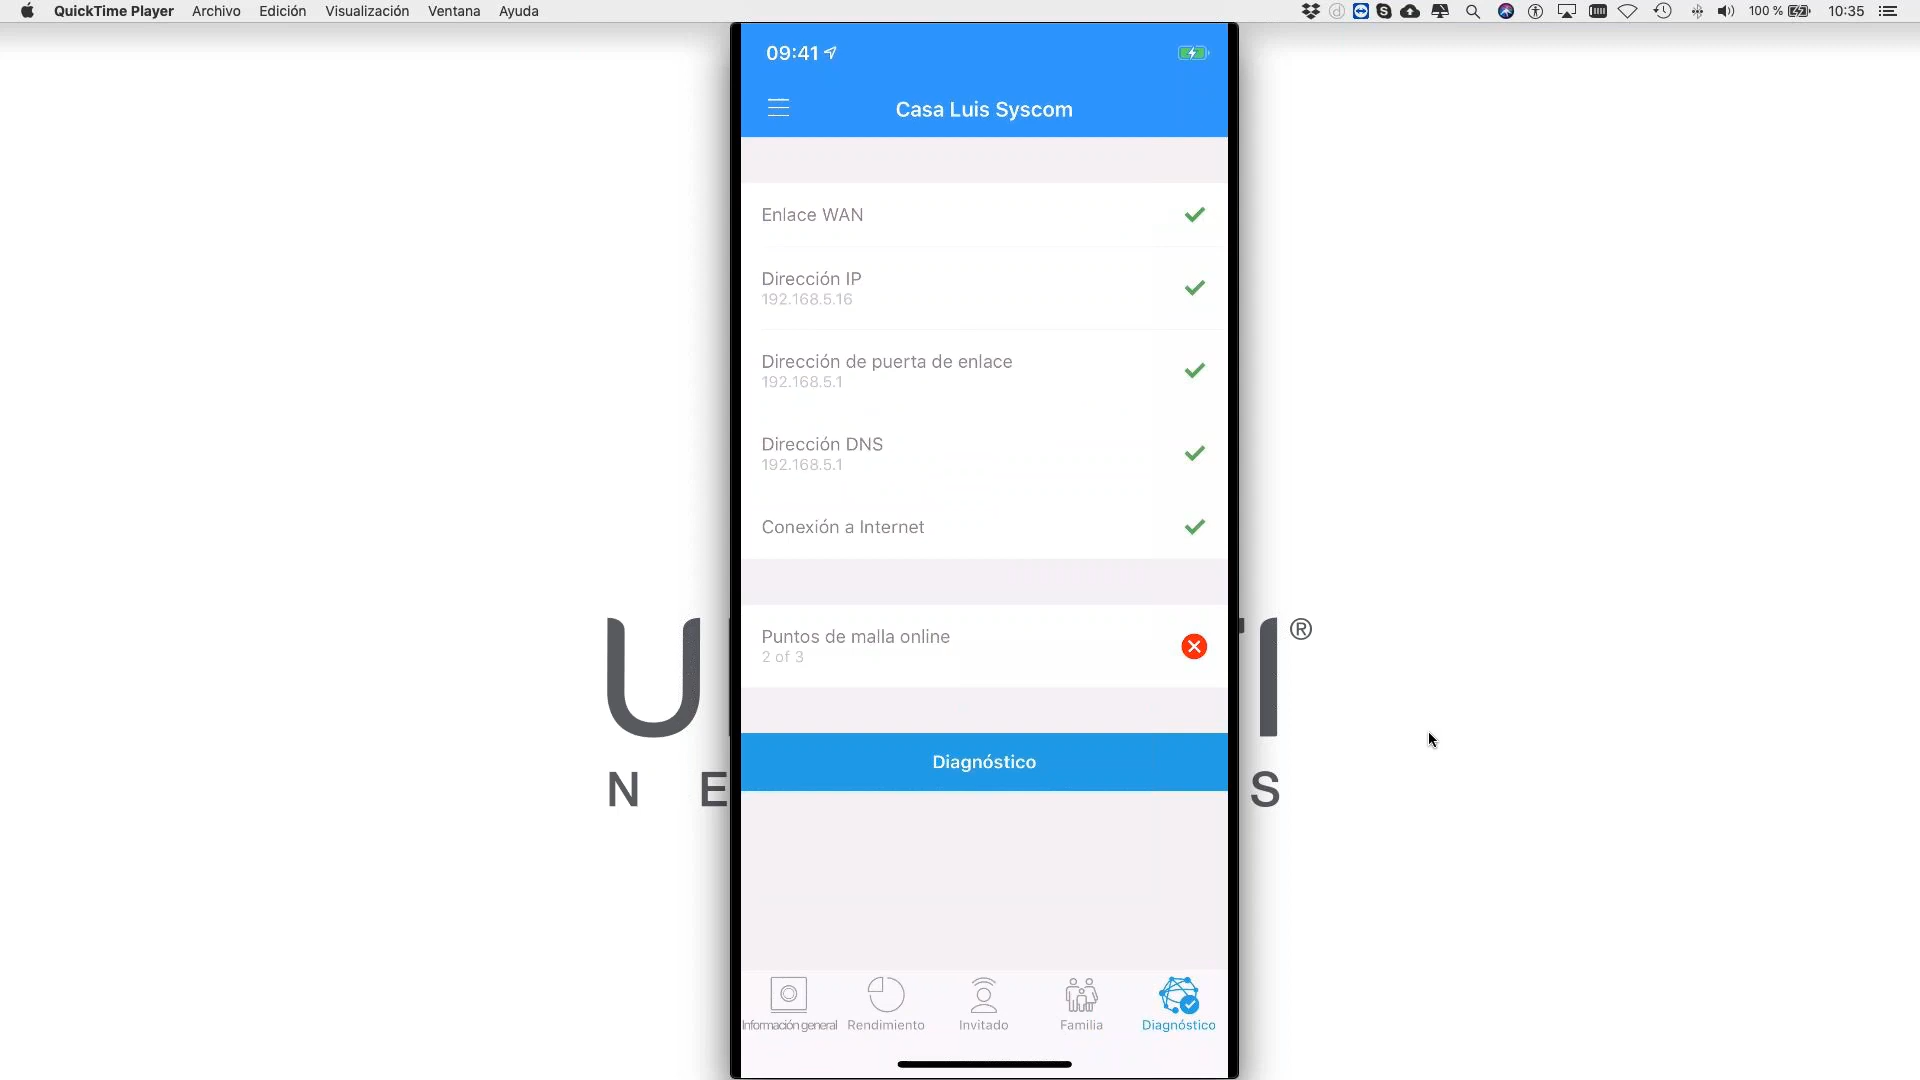 QuickTime Player Archivo Edición Visualización Ventana Ayuda 100 % 10:35
09:41
Casa Luis Syscom
Enlace WAN
Dirección IP
192.168.5.16
Dirección de puerta de enlace
192.168.5.1
Dirección DNS
192.168.5.1
Conexión a Internet
Puntos de malla online
2 of 3
Diagnóstico
Información general Rendimiento Invitado Familia Diagnóstico
U I ®
N E S